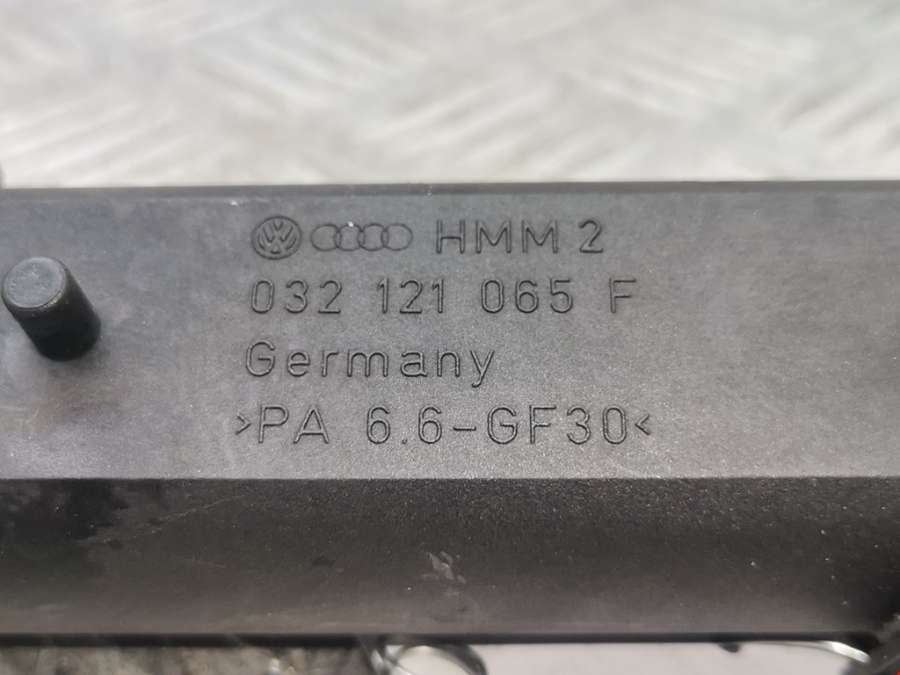 HMM 2
032 121 065 F
Germany
>PA 6.6-GF30<